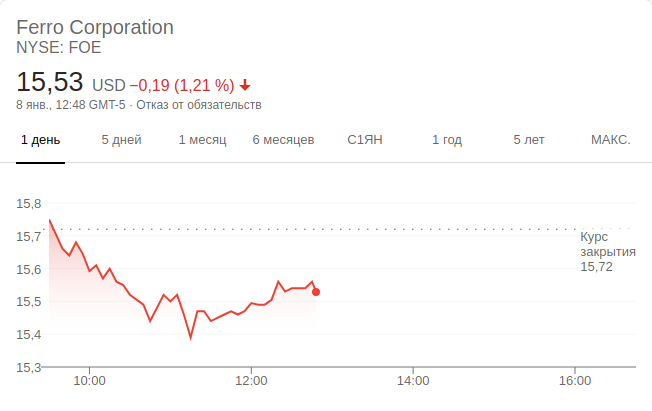 Ferro Corporation
NYSE: FOE
15,53 USD −0,19 (1,21 %)
8 янв., 12:48 GMT-5 · Отказ от обязательств
1 день 5 дней 1 месяц 6 месяцев С1ЯН 1 год 5 лет МАКС.
15,8
15,7
15,6
15,5
15,4
15,3
Курс
закрытия
15,72
10:00 12:00 14:00 16:00